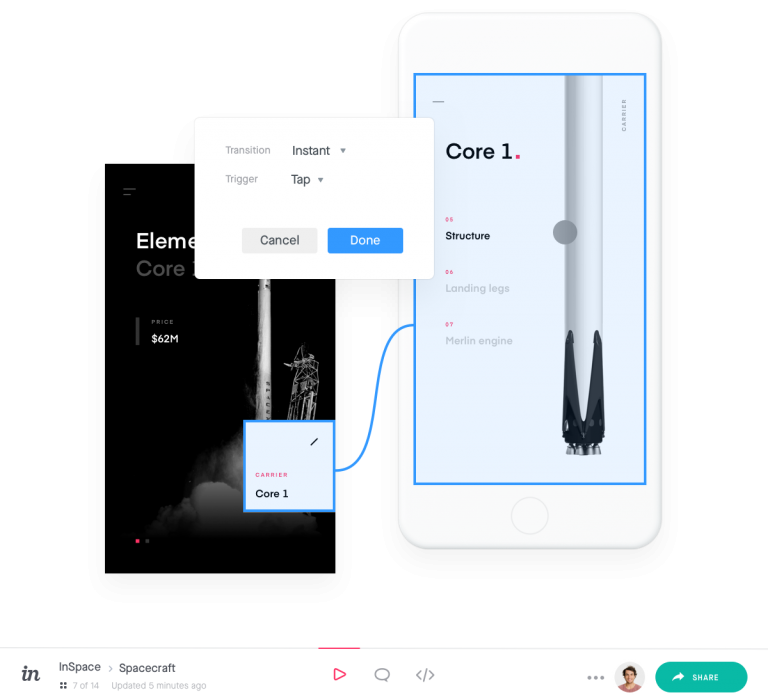 Transition Instant
Trigger Tap
Cancel Done
Eleme
Core
PRICE
$62M
CARRIER
Core 1
CARRIER
Core 1.
05
Structure
06
Landing legs
07
Merlin engine
in
InSpace > Spacecraft
7 of 14 Updated 5 minutes ago
</>
SHARE